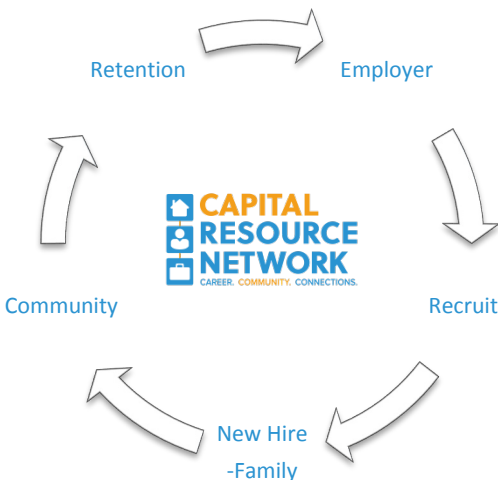 Retention
Employer
CAPITAL
RESOURCE
NETWORK
CAREER. COMMUNITY. CONNECTIONS.
Community
Recruit
New Hire
-Family